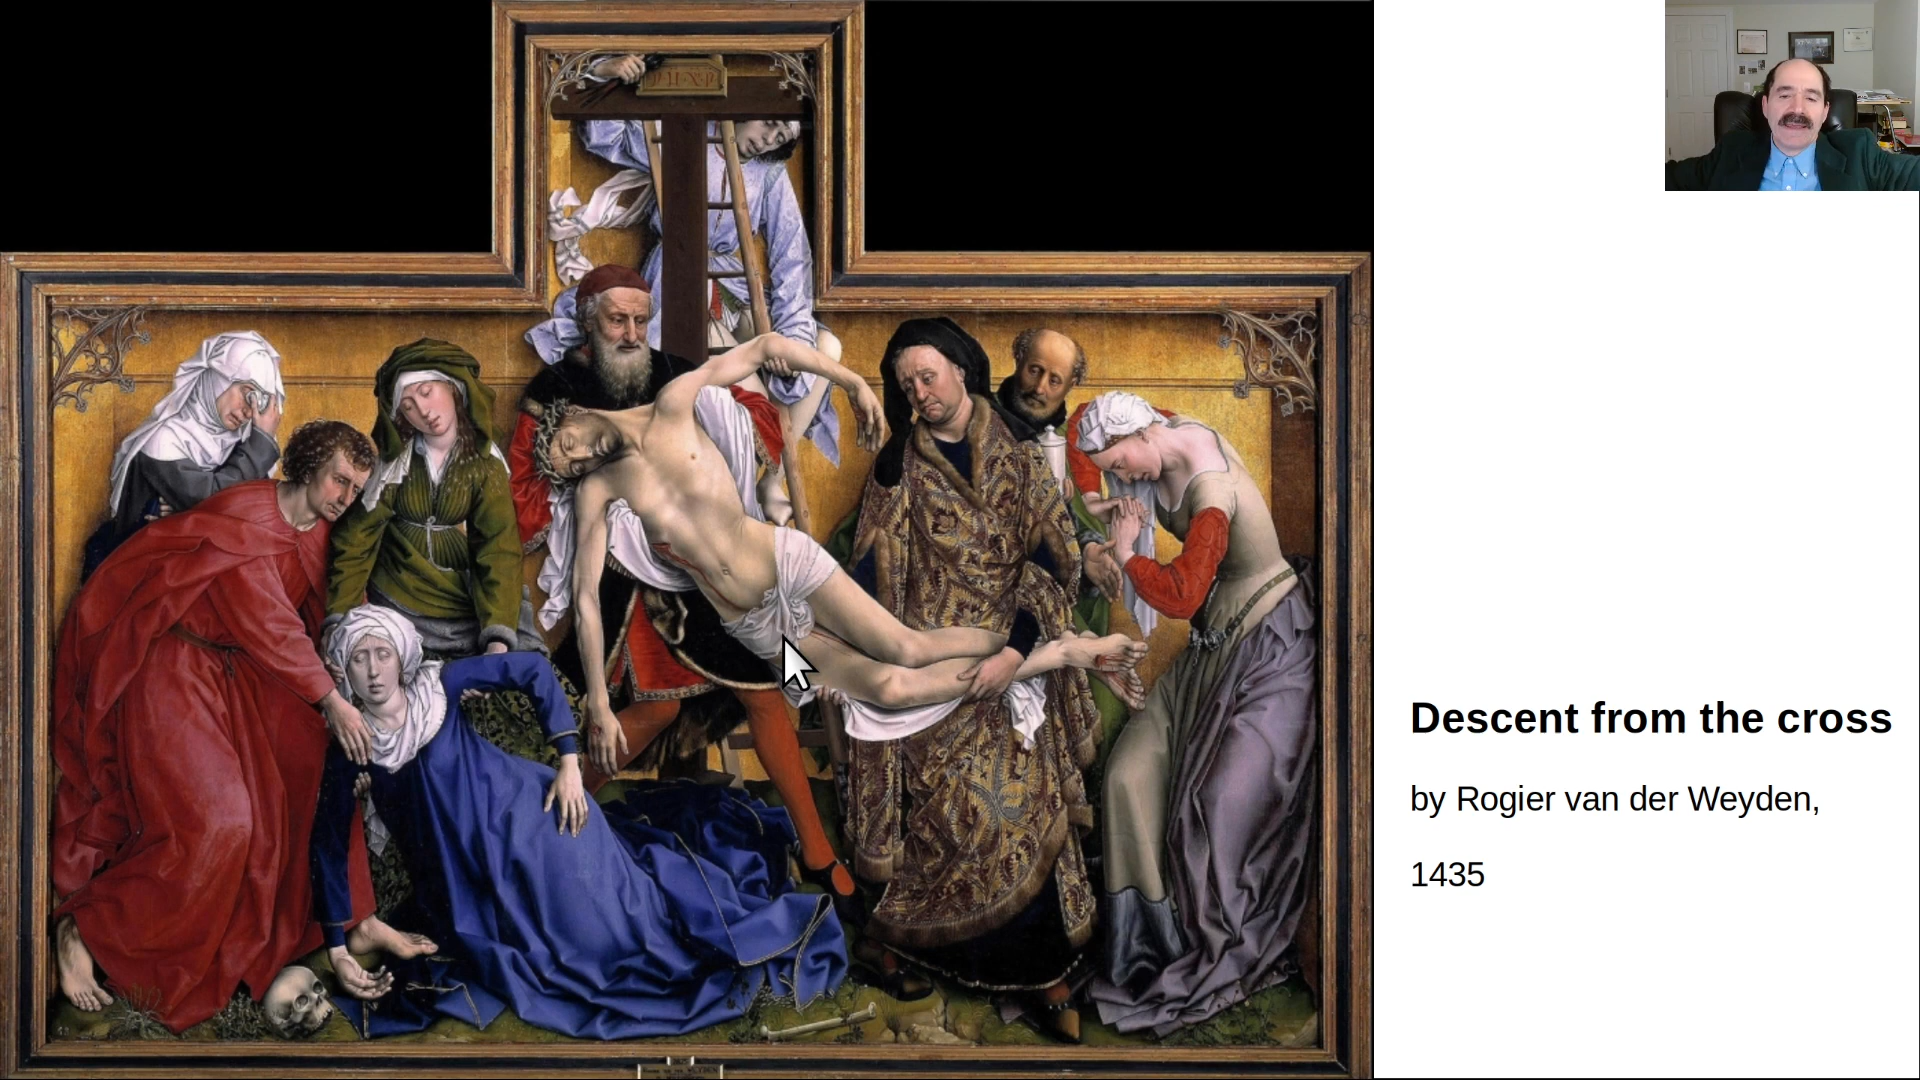 Descent from the cross
by Rogier van der Weyden,
1435